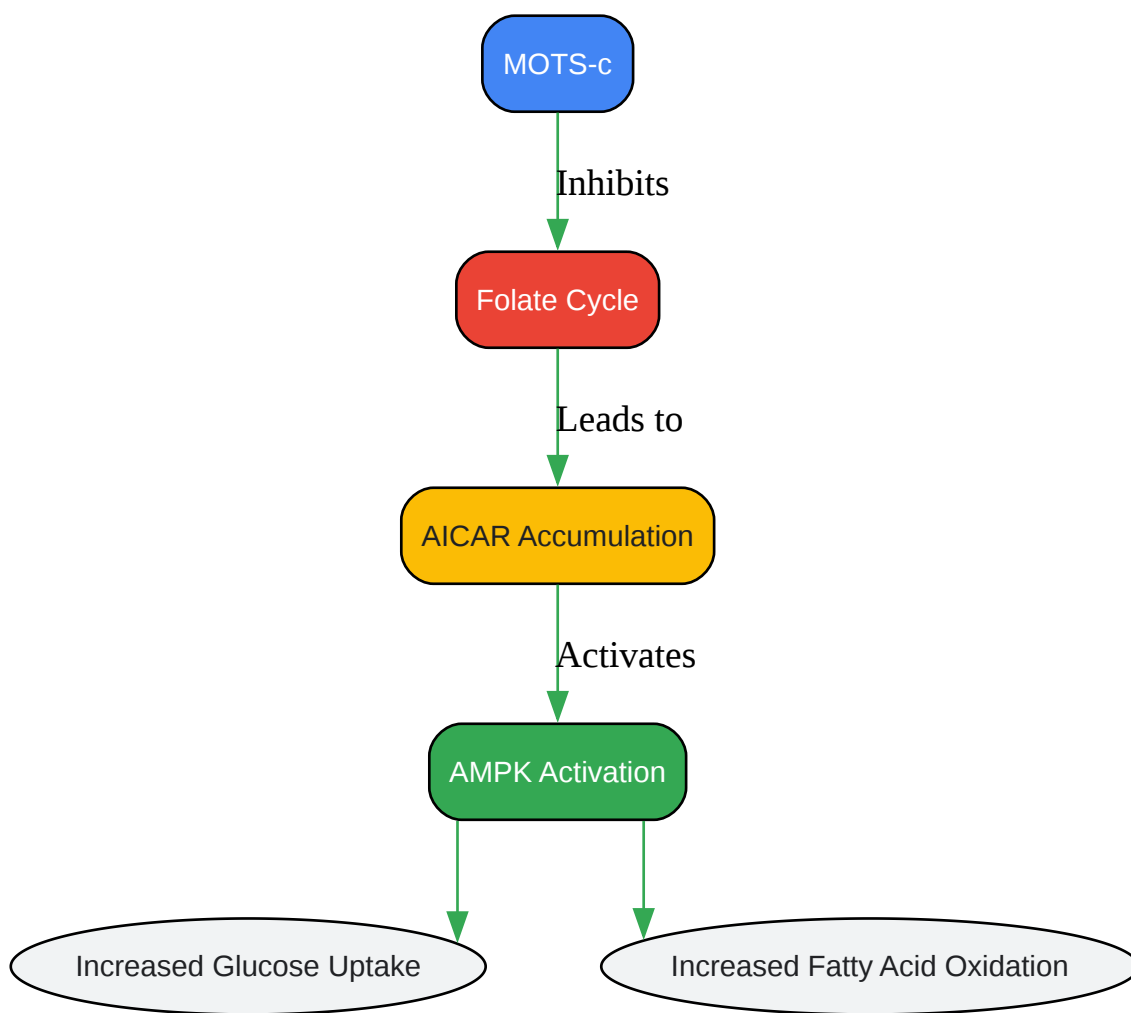 MOTS-c
Inhibits
Folate Cycle
Leads to
AICAR Accumulation
Activates
AMPK Activation
Increased Glucose Uptake
Increased Fatty Acid Oxidation